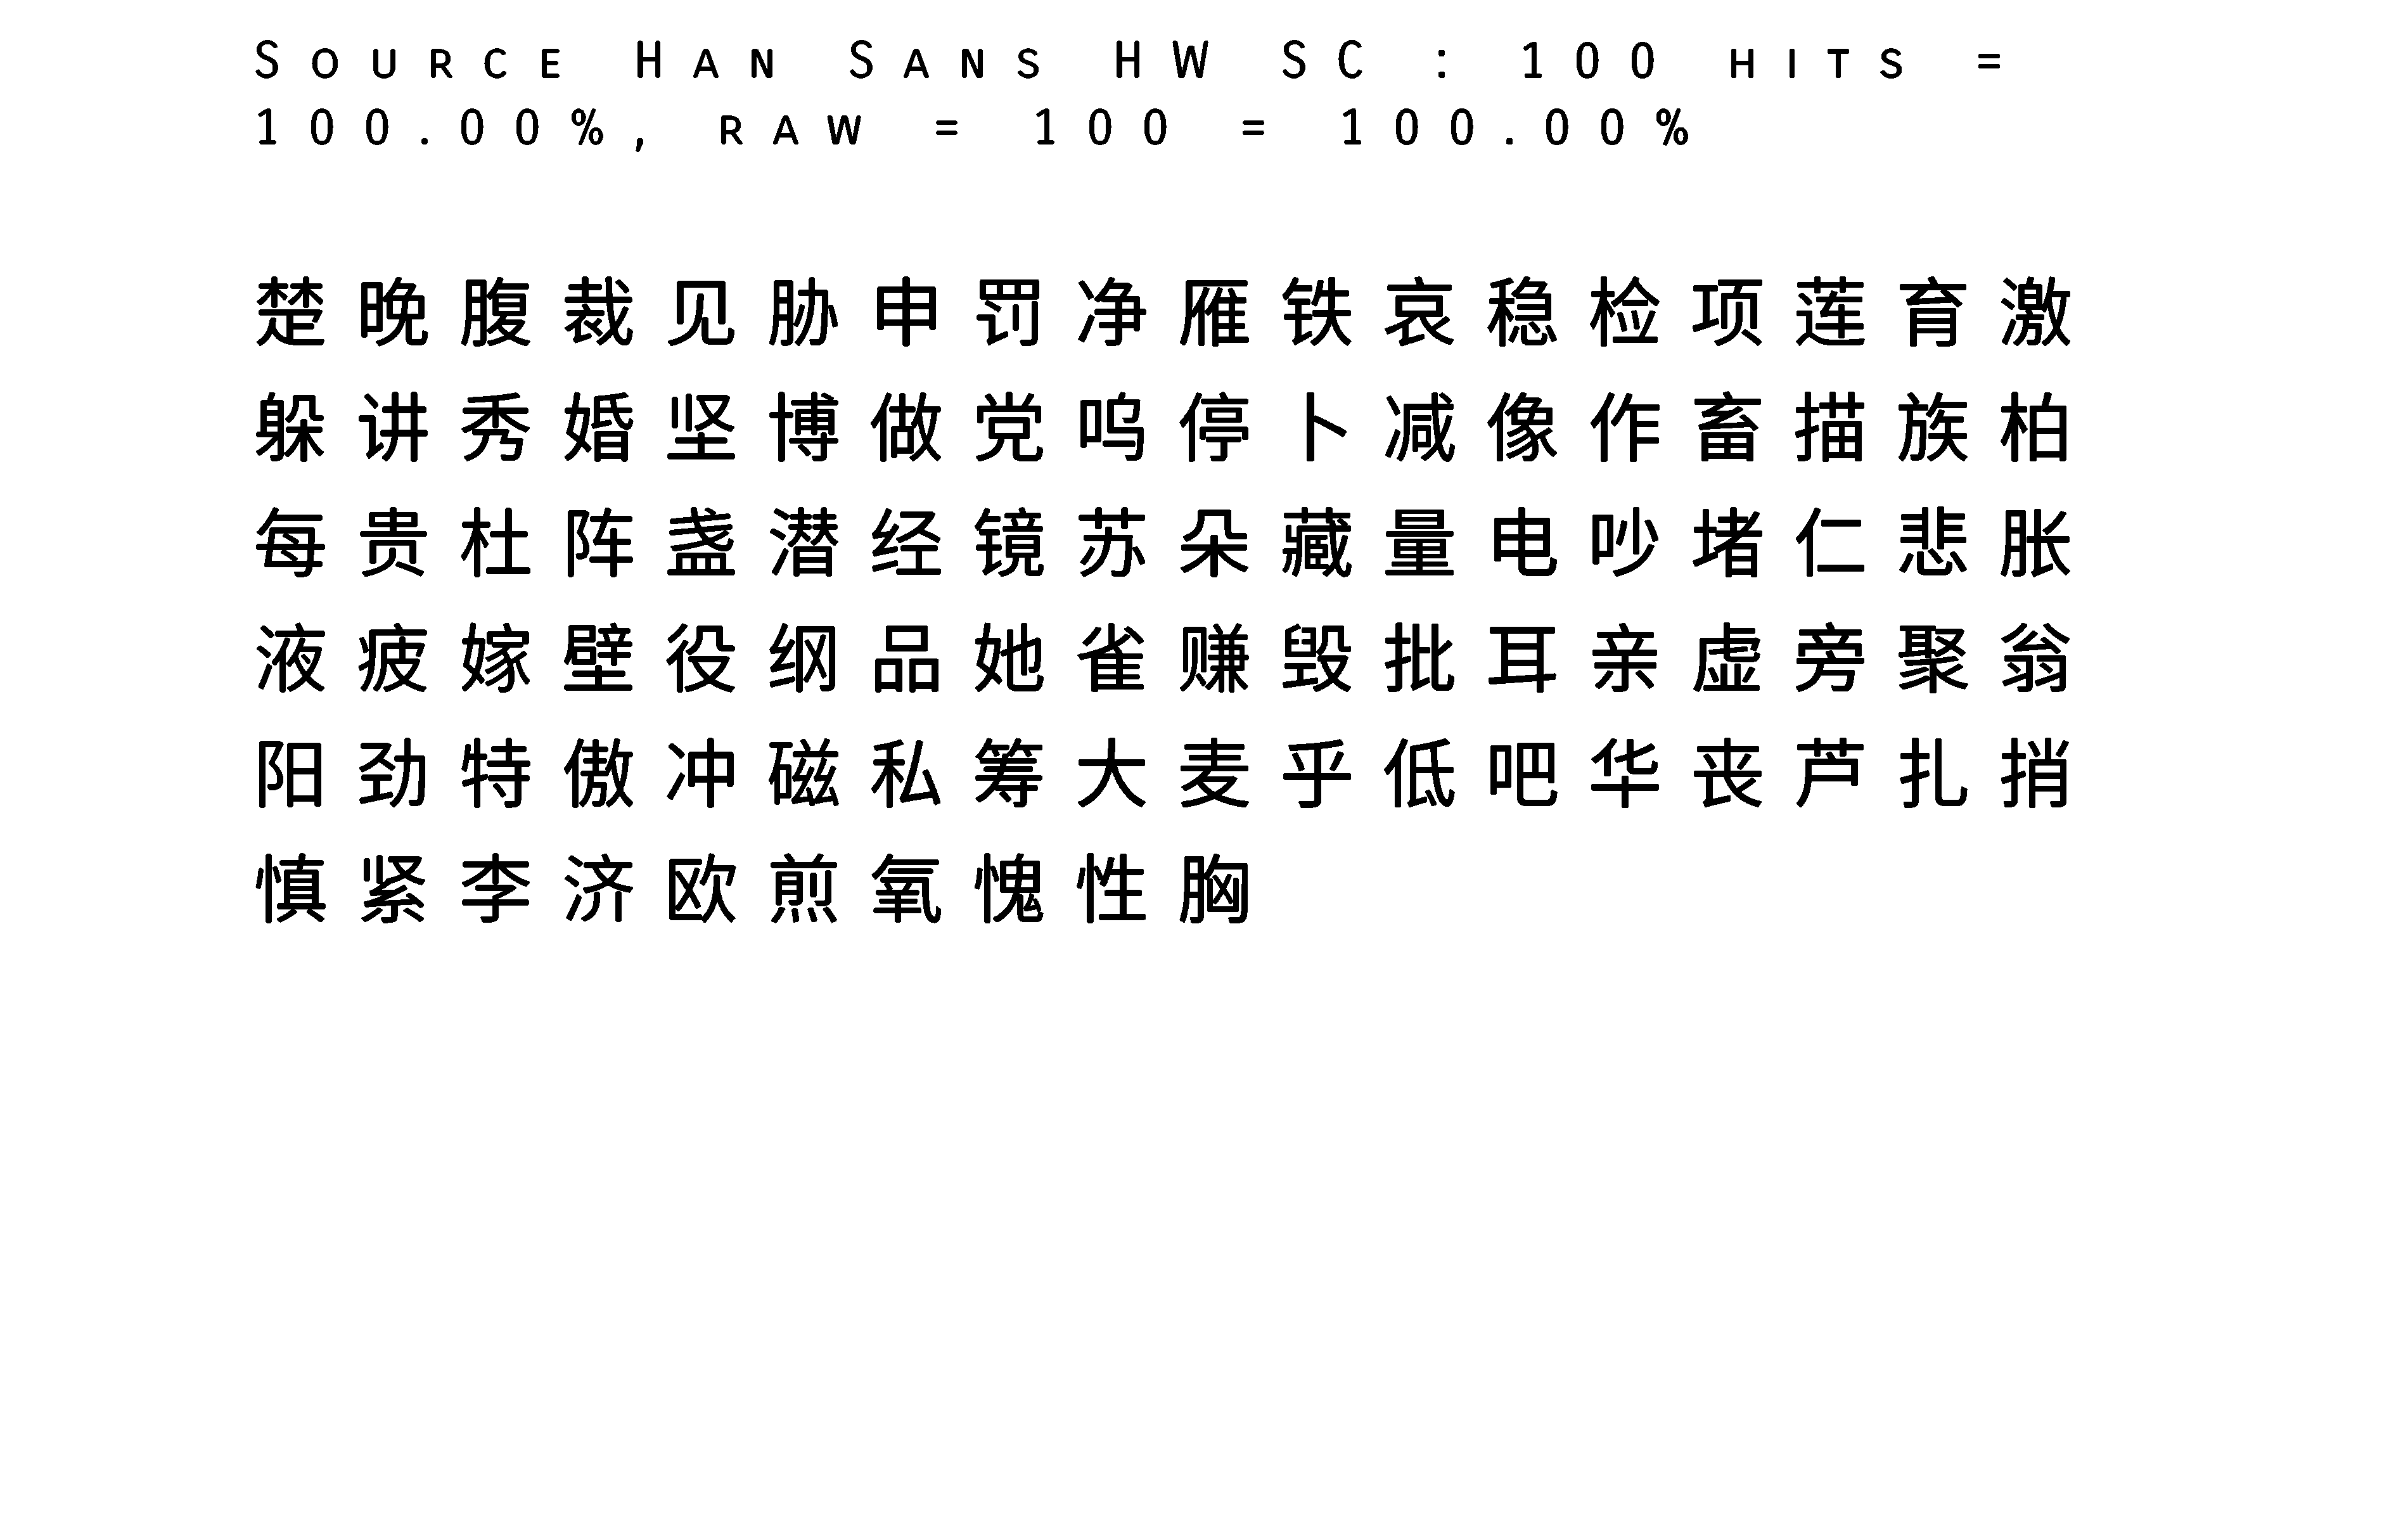 Source Han Sans HW SC : 100 hits =
100.00%, raw = 100 = 100.00%
楚晚腹裁见胁申罚净雁铁哀稳检项莲育激
躲讲秀婚坚博做党呜停卜减像作畜描族柏
每贵杜阵盏潜经镜苏朵藏量电吵堵仁悲胀
液疲嫁壁役纲品她雀赚毁批耳亲虚旁聚翁
阳劲特傲冲磁私筹大麦乎低吧华丧芦扎捎
慎紧李济欧煎氧愧性胸